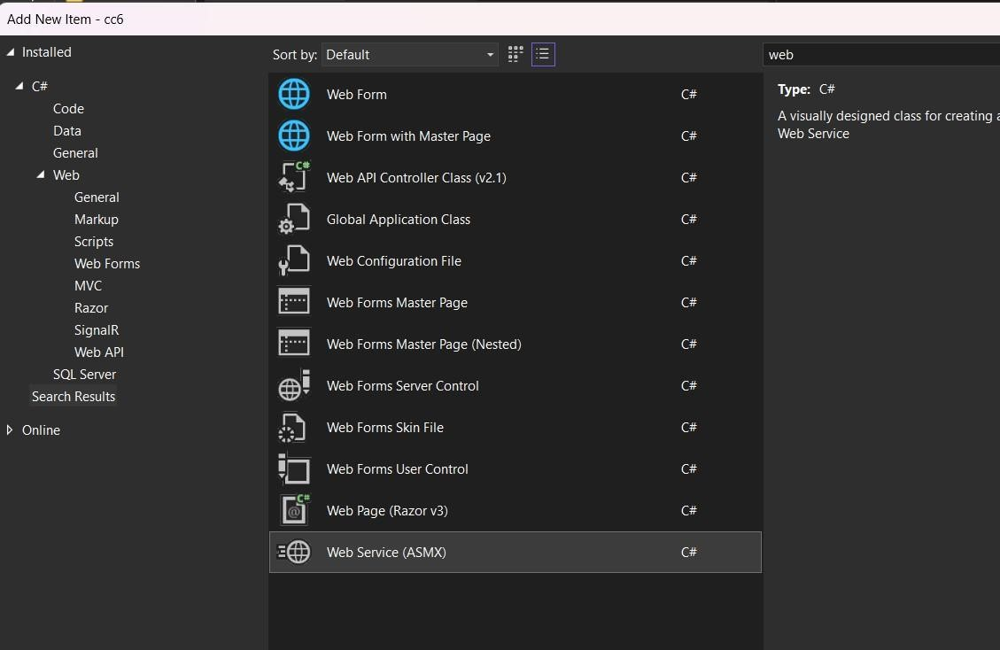 Add New Item - cc6
Installed
C#
Code
Data
General
Web
General
Markup
Scripts
Web Forms
MVC
Razor
SignalR
Web API
SQL Server
Search Results
Online
Sort by: Default
Web Form C#
Web Form with Master Page C#
C#
Web API Controller Class (v2.1) C#
Global Application Class C#
Web Configuration File C#
Web Forms Master Page C#
Web Forms Master Page (Nested) C#
Web Forms Server Control C#
Web Forms Skin File C#
Web Forms User Control C#
C#
@
Web Page (Razor v3) C#
Web Service (ASMX) C#
web
Type: C#
A visually designed class for creating a
Web Service